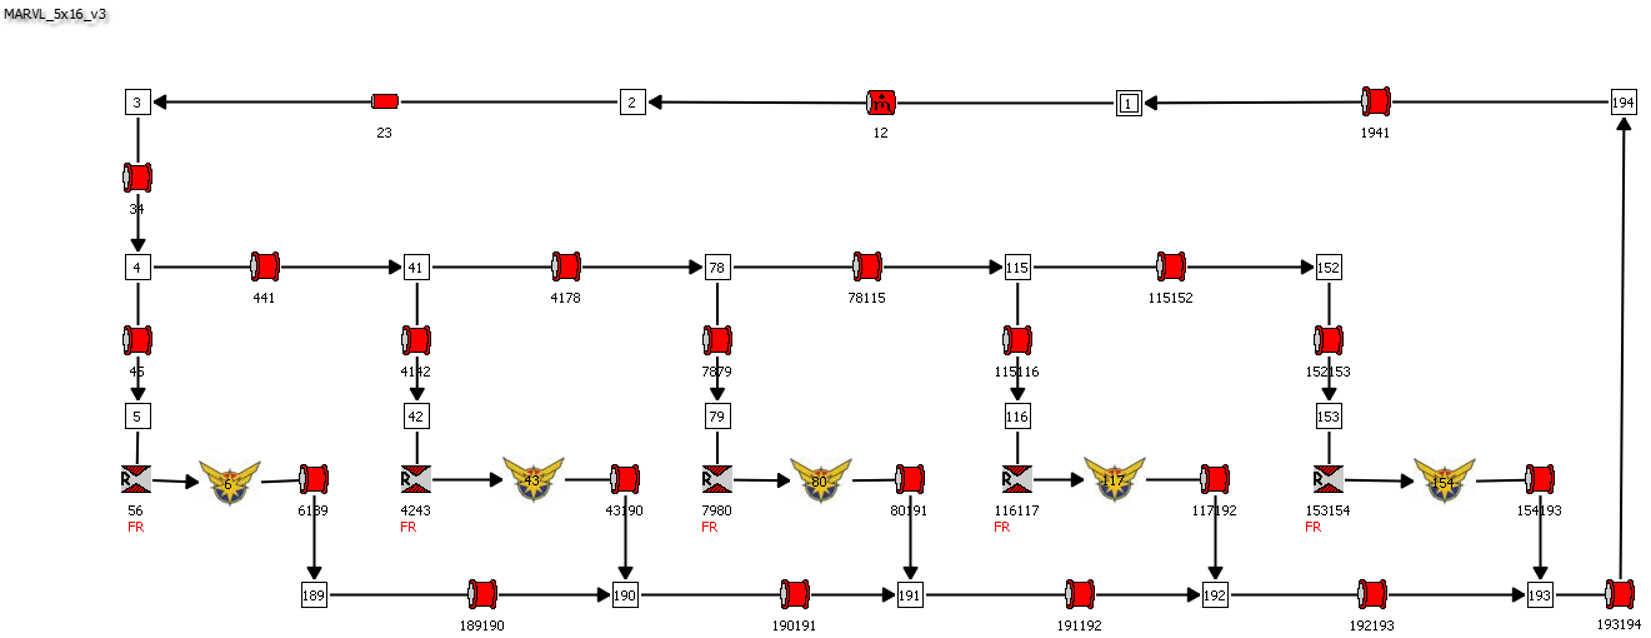 MARVL_5x16_v3
3 2 1 194
23 12 1941
34
4 41 78 115 152
441 4178 78115 115152
45 4142 7879 115116 152153
5 42 79 116 153
R 6 R 43 R 80 R 117 R 154
56 6189 4243 43190 7980 80191 116117 117192 153154 154193
FR FR FR FR FR
189 190 191 192 193
189190 190191 191192 192193 193194